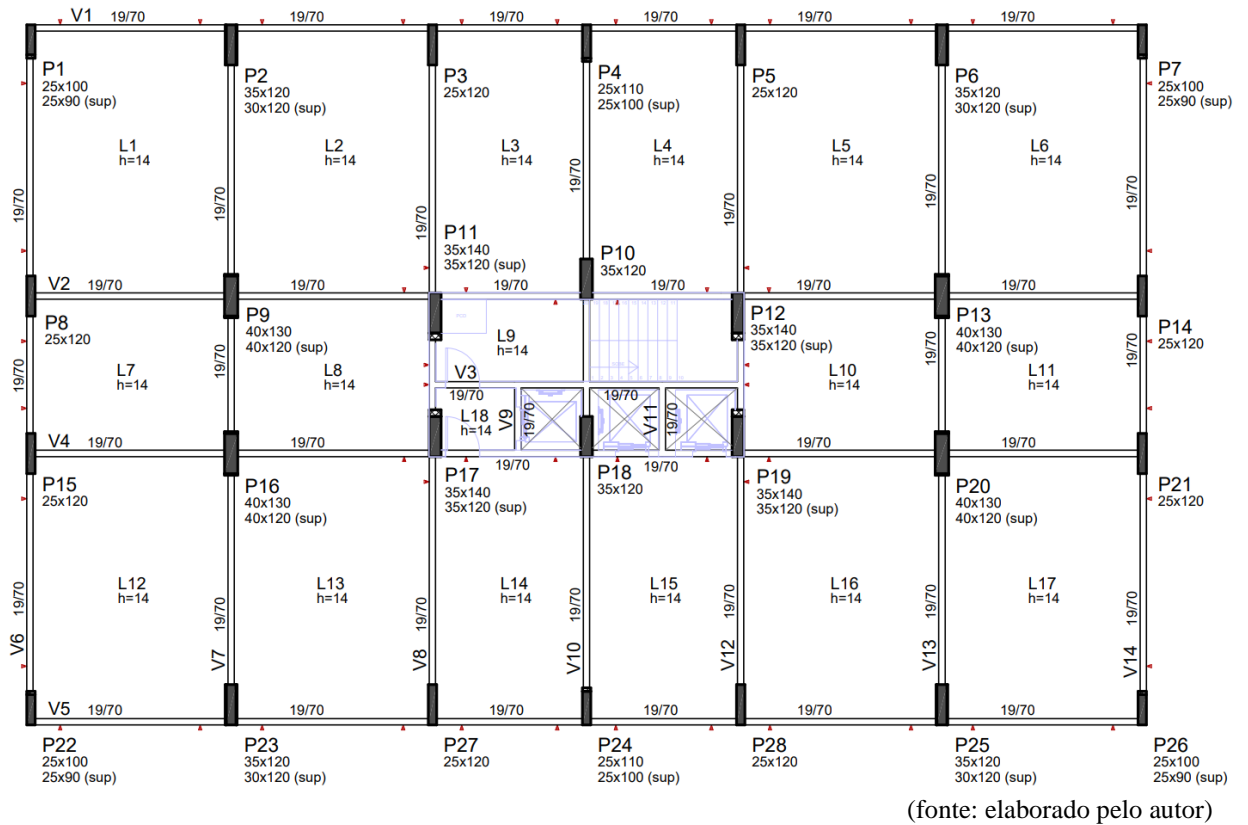 V1 19/70 19/70 19/70 19/70 19/70 19/70
P1
25x100
25x90 (sup)
P2
35x120
30x120 (sup)
P3
25x120
P4
25x110
25x100 (sup)
P5
25x120
P6
35x120
30x120 (sup)
P7
25x100
25x90 (sup)
L1
h=14
L2
h=14
L3
h=14
L4
h=14
L5
h=14
L6
h=14
19/70 19/70 19/70 19/70 19/70 19/70 19/70
P11
35x140
35x120 (sup)
P10
35x120
V2 19/70 19/70 19/70 19/70 19/70 19/70
P8
25x120
P9
40x130
40x120 (sup)
P12
35x140
35x120 (sup)
P13
40x130
40x120 (sup)
P14
25x120
L7
h=14
L8
h=14
L9
h=14
L10
h=14
L11
h=14
19/70 19/70 19/70 19/70
V3
19/70 19/70
L18
h=14
V9 19/70
V11 19/70
V4 19/70 19/70 19/70 19/70 19/70 19/70
P15
25x120
P16
40x130
40x120 (sup)
P17
35x140
35x120 (sup)
P18
35x120
P19
35x140
35x120 (sup)
P20
40x130
40x120 (sup)
P21
25x120
L12
h=14
L13
h=14
L14
h=14
L15
h=14
L16
h=14
L17
h=14
19/70 19/70 19/70 19/70 19/70 19/70 19/70
V6 V7 V8 V10 V12 V13 V14
V5 19/70 19/70 19/70 19/70 19/70 19/70
P22
25x100
25x90 (sup)
P23
35x120
30x120 (sup)
P27
25x120
P24
25x110
25x100 (sup)
P28
25x120
P25
35x120
30x120 (sup)
P26
25x100
25x90 (sup)
(fonte: elaborado pelo autor)